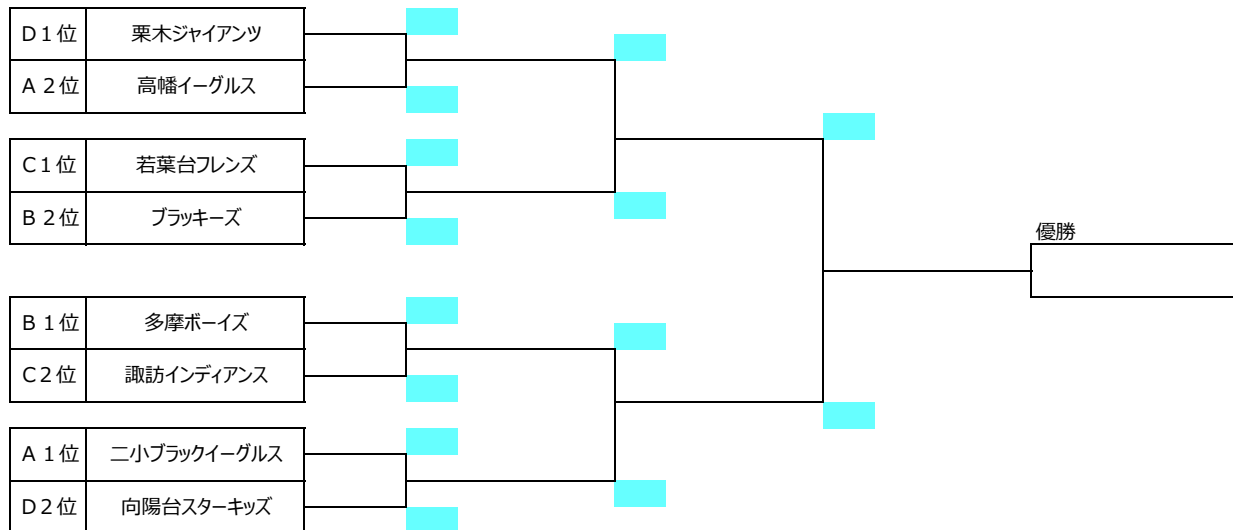 D1位 栗木ジャイアンツ
A 2位 高幡イーグルス
C1位 若葉台フレンズ
B 2位 ブラッキーズ
優勝
B 1位 多摩ボーイズ
C2位 諏訪インディアンス
A 1位 二小ブラックイーグルス
D2位 向陽台スターキッズ